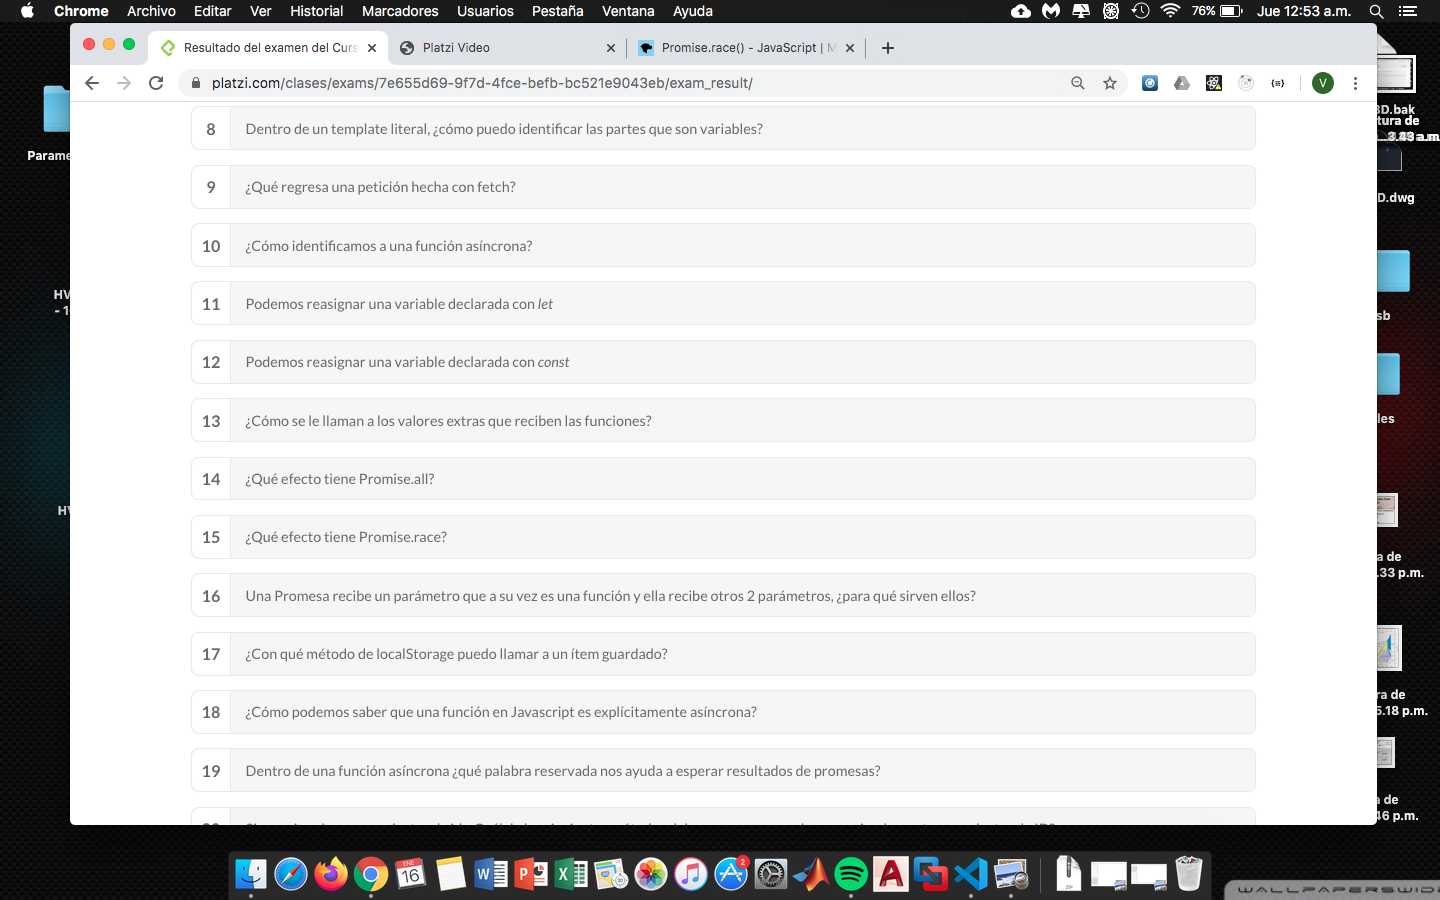 Chrome Archivo Editar Ver Historial Marcadores Usuarios Pestaña Ventana Ayuda 76% Jue 12:53 a.m.
Resultado del examen del Curs
Platzi Video
Promise.race() - JavaScript | M
platzi.com/clases/exams/7e655d69-9f7d-4fce-befb-bc521e9043eb/exam_result/
V
8 Dentro de un template literal, ¿cómo puedo identificar las partes que son variables?
9 ¿Qué regresa una petición hecha con fetch?
10 ¿Cómo identificamos a una función asíncrona?
11 Podemos reasignar una variable declarada con let
12 Podemos reasignar una variable declarada con const
13 ¿Cómo se le llaman a los valores extras que reciben las funciones?
14 ¿Qué efecto tiene Promise.all?
15 ¿Qué efecto tiene Promise.race?
16 Una Promesa recibe un parámetro que a su vez es una función y ella recibe otros 2 parámetros, ¿para qué sirven ellos?
17 ¿Con qué método de localStorage puedo llamar a un ítem guardado?
18 ¿Cómo podemos saber que una función en Javascript es explícitamente asíncrona?
19 Dentro de una función asíncrona ¿qué palabra reservada nos ayuda a esperar resultados de promesas?
Parame
HV
- 1
HV
3D.bak
tura de
D.dwg
sb
les
a de
.33 p.m.
ra de
5.18 p.m.
a de
46 p.m.
ENE
16
2
ZIP
WALLPAPERSWID